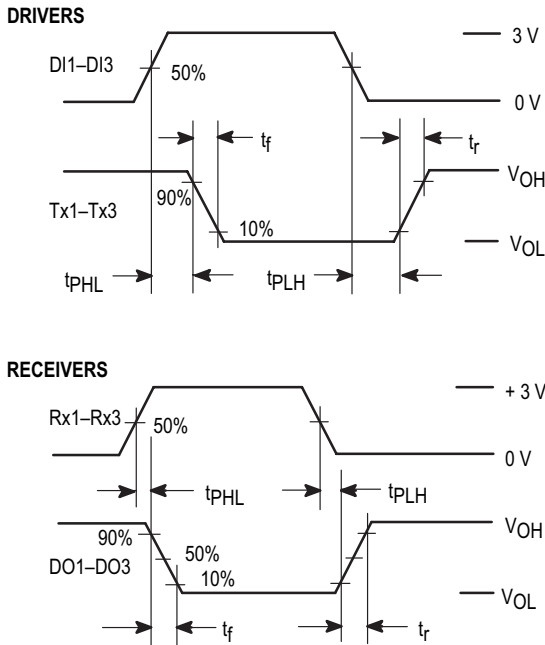 DRIVERS
3 V
DI1–DI3
50%
0 V
tf
tr
VOH
90%
Tx1–Tx3
10%
VOL
tPHL
tPLH
RECEIVERS
+ 3 V
Rx1–Rx3
50%
0 V
tPHL
tPLH
VOH
90%
50%
DO1–DO3
10%
VOL
tf
tr